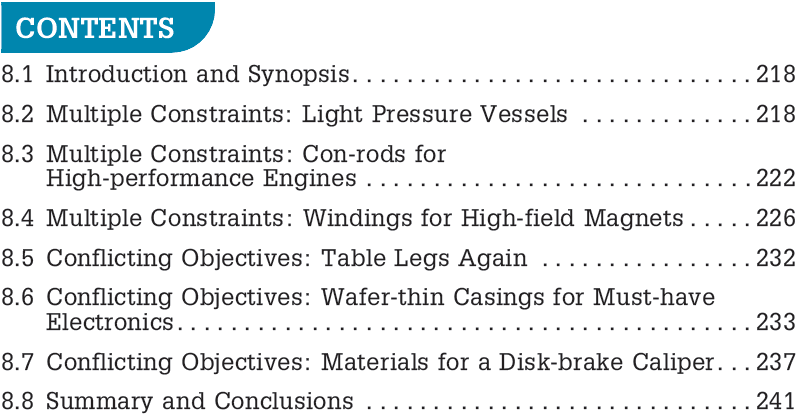 CONTENTS
8.1 Introduction and Synopsis. . . . . . . . . . . . . . . . . . . . . . . . . . . . . . 218
8.2 Multiple Constraints: Light Pressure Vessels . . . . . . . . . . . . . 218
8.3 Multiple Constraints: Con-rods for
High-performance Engines . . . . . . . . . . . . . . . . . . . . . . . . . . . . . 222
8.4 Multiple Constraints: Windings for High-field Magnets . . . . . 226
8.5 Conflicting Objectives: Table Legs Again . . . . . . . . . . . . . . . . 232
8.6 Conflicting Objectives: Wafer-thin Casings for Must-have
Electronics. . . . . . . . . . . . . . . . . . . . . . . . . . . . . . . . . . . . . . . . . . . 233
8.7 Conflicting Objectives: Materials for a Disk-brake Caliper. . . 237
8.8 Summary and Conclusions . . . . . . . . . . . . . . . . . . . . . . . . . . . . . 241